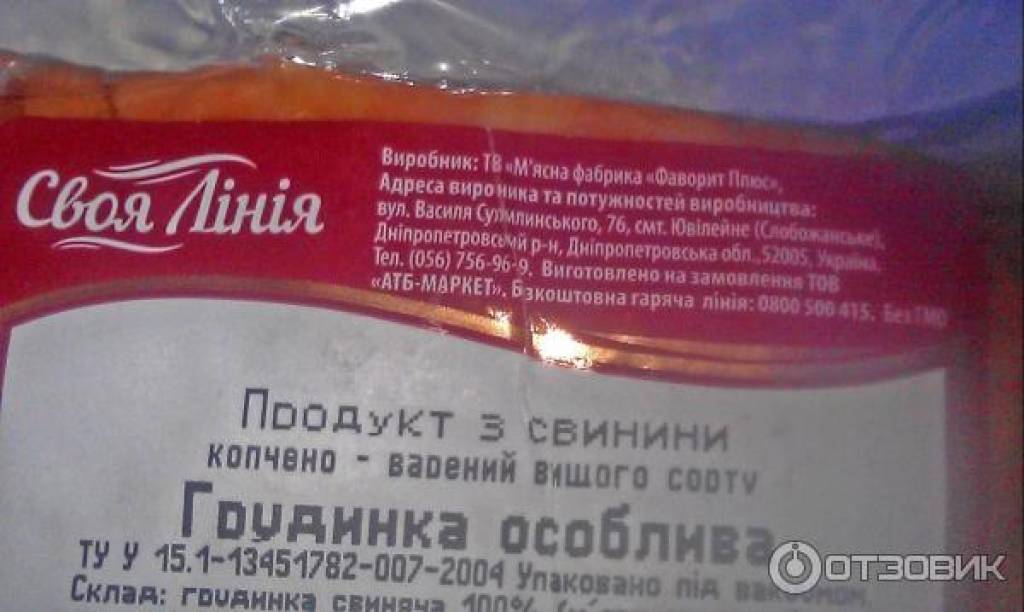 Своя Лінія
Виробник: ТВ «М'ясна фабрика «Фаворит Плюс»,
Адреса виро ника та потужностей виробництва:
вул. Василя Сухомлинського, 76, смт. Ювілейне (Слобожанське),
Дніпропетровський р-н, Дніпропетровська обл., 52005, Україна.
Тел. (056) 756-96-9. Виготовлено на замовлення ТОВ
«АТБ-МАРКЕТ». Б зкоштовна гаряча лінія: 0800 500 415. Без ГМО
Продукт з свинини
копчено - варений вищого сорту
Грудинка особлива
ТУ У 15.1-13451782-007-2004 Упаковано під вакуумом
Склад: грудинка свиняча 100%
ОТЗОВИК